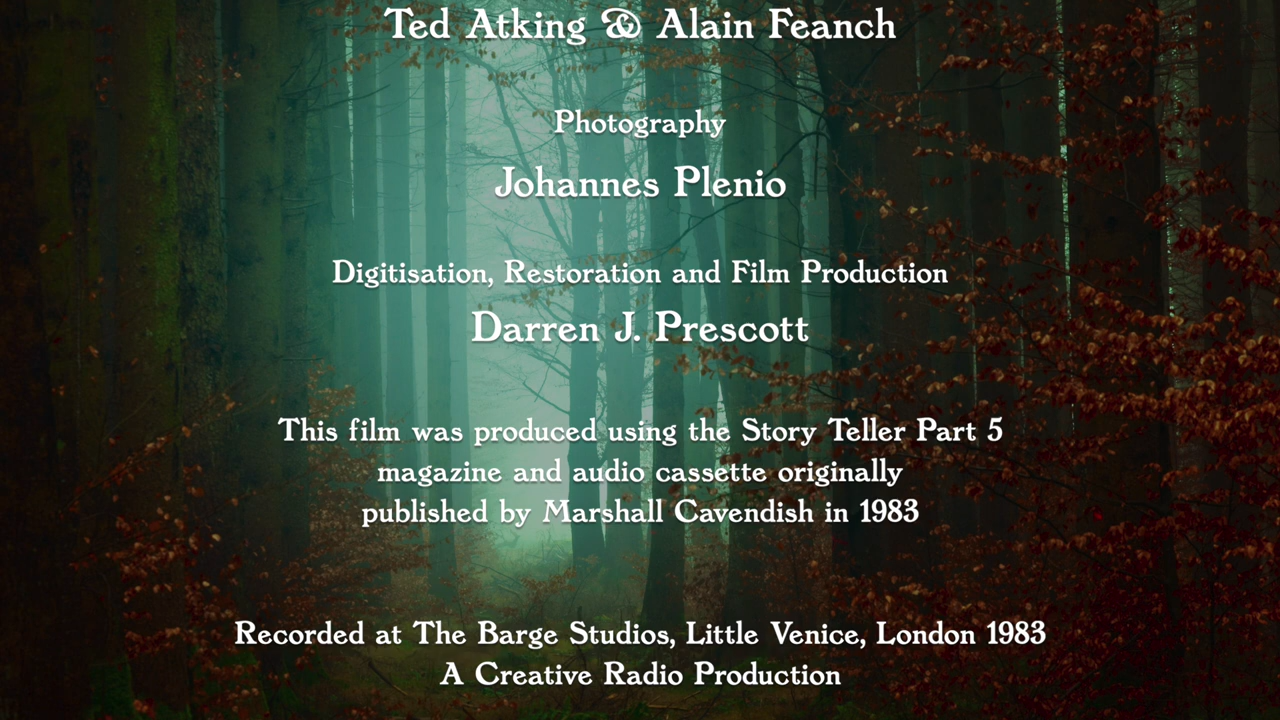 Ted Atking & Alain Feanch
Photography
Johannes Plenio
Digitisation, Restoration and Film Production
Darren J. Prescott
This film was produced using the Story Teller Part 5
magazine and audio cassette originally
published by Marshall Cavendish in 1983
Recorded at The Barge Studios, Little Venice, London 1983
A Creative Radio Production